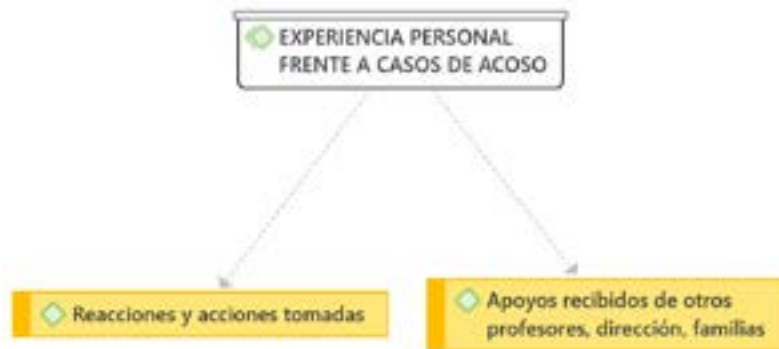 EXPERIENCIA PERSONAL
FRENTE A CASOS DE ACOSO
Reacciones y acciones tomadas
Apoyos recibidos de otros
profesores, dirección, familias